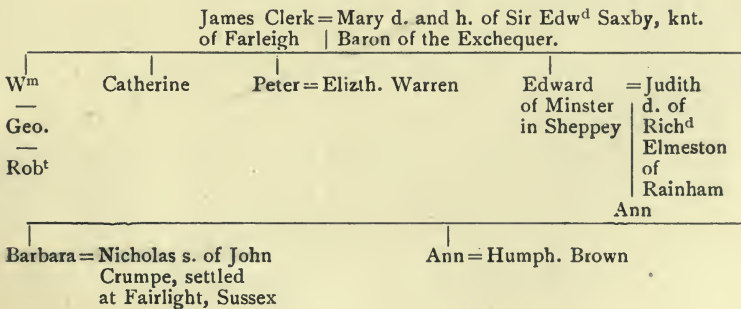 James Clerk = Mary d. and h. of Sir Edwᵈ Saxby, knt.
of Farleigh | Baron of the Exchequer.
Wᵐ
—
Geo.
—
Robᵗ
Catherine
Peter = Elizth. Warren
Edward
of Minster
in Sheppey
= Judith
d. of
Richᵈ
Elmeston
of
Rainham
Ann
Barbara = Nicholas s. of John
Crumpe, settled
at Fairlight, Sussex
Ann = Humph. Brown